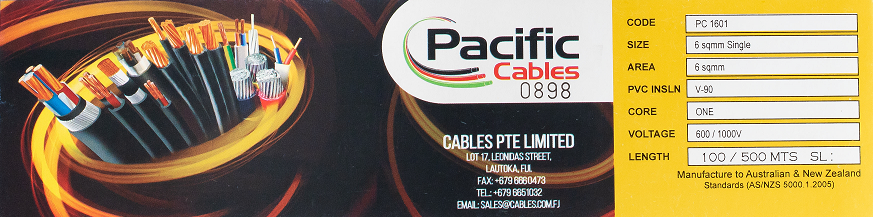 Pacific
Cables
0898
CABLES PTE LIMITED
LOT 17, LEONIDAS STREET,
LAUTOKA, FIJI.
FAX: +679 6660473
TEL.: +679 6651032
EMAIL: SALES@CABLES.COM.FJ
CODE PC 1601
SIZE 6 sqmm Single
AREA 6 sqmm
PVC INSLN V-90
CORE ONE
VOLTAGE 600 / 1000V
LENGTH 100 / 500 MTS SL:
Manufacture to Australian & New Zealand
Standards (AS/NZS 5000.1.2005)